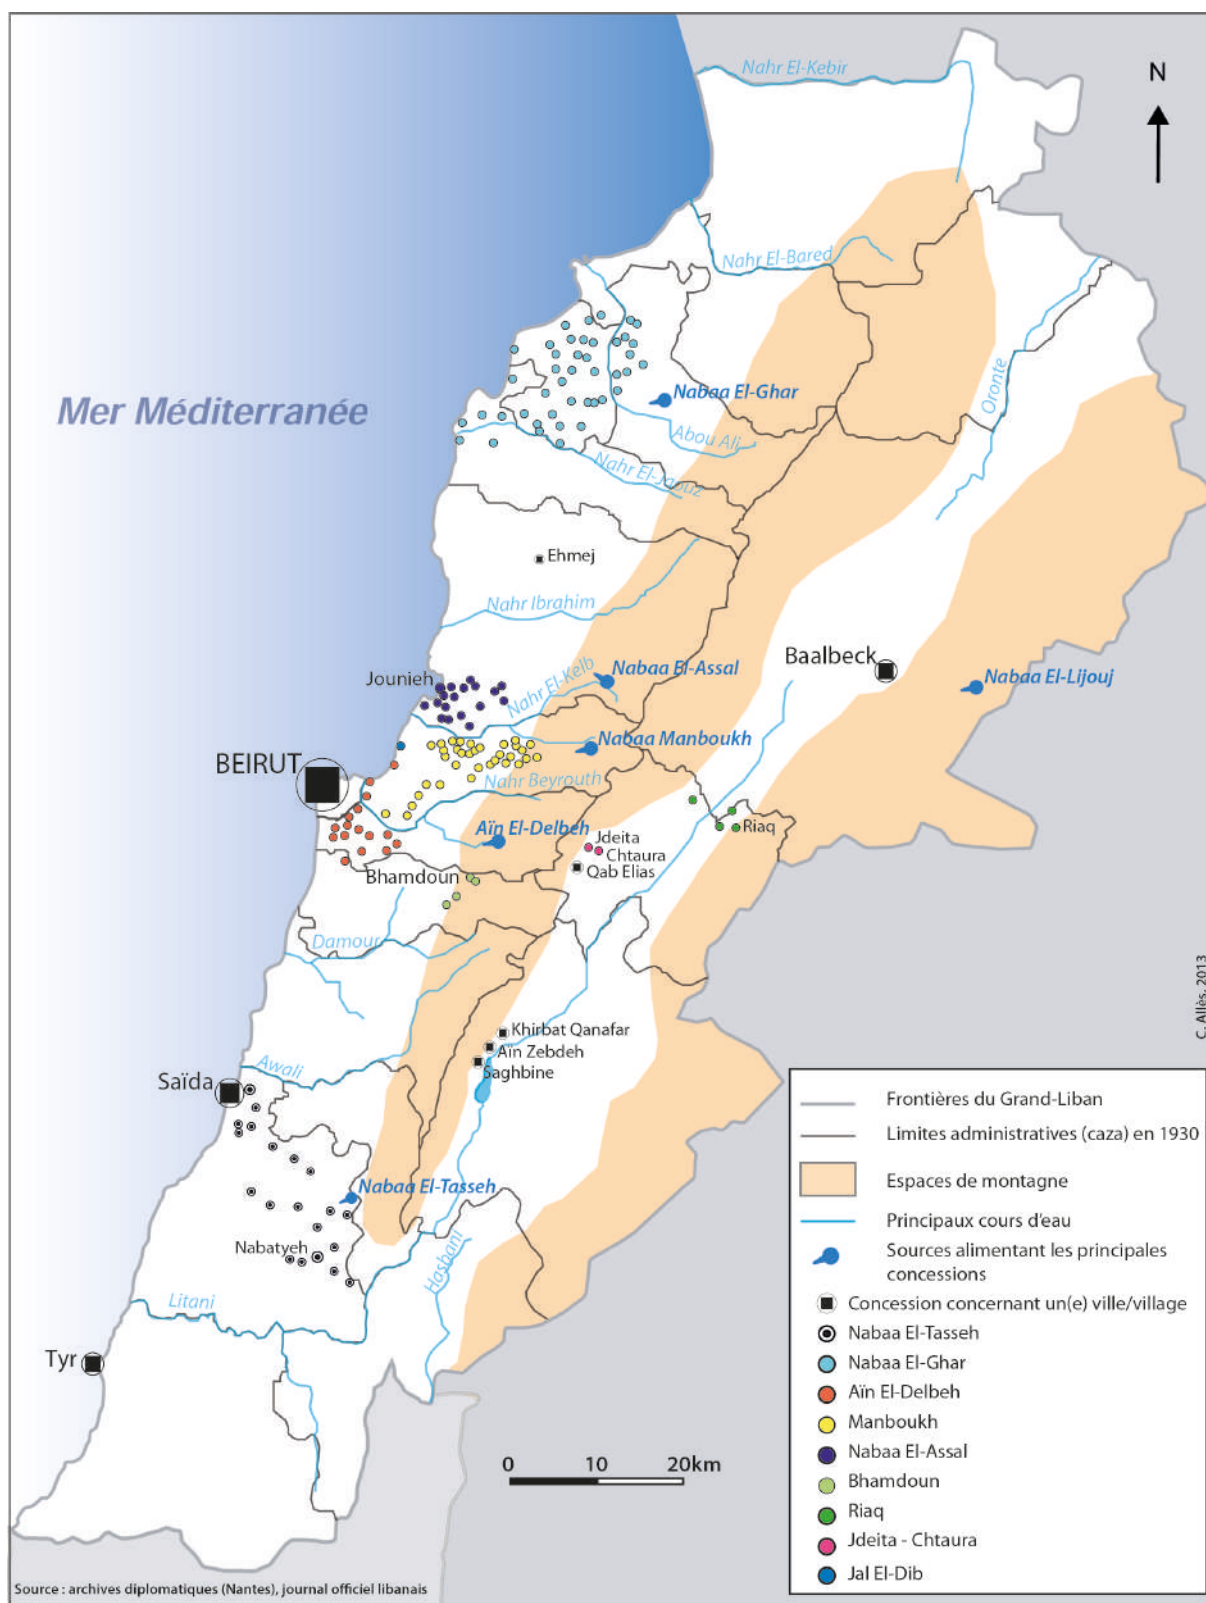 Nahr El-Kebir
N
Nahr El-Bared
Oronte
Nabaa El-Ghar
Mer Méditerranée
Abou Ali
Nahr El-Jaouz
Ehmej
Nahr Ibrahim
Baalbeck
Nabaa El-Assal
Jounieh
Nahr El-Kelb
Nabaa El-Lijouj
Nabaa Manboukh
BEIRUT
Nahr Beyrouth
Aïn El-Delbeh
Riaq
Jdeita
Chtaura
Qab Elias
Bhamdoun
Damour
C. Allès, 2013
Khirbat Qanafar
Aïn Zebdeh
Saghbine
Awali
Saïda
Nabaa El-Tasseh
Nabatyeh
Hasbani
Litani
Tyr
Frontières du Grand-Liban
Limites administratives (caza) en 1930
Espaces de montagne
Principaux cours d'eau
Sources alimentant les principales
concessions
Concession concernant un(e) ville/village
Nabaa El-Tasseh
Nabaa El-Ghar
Aïn El-Delbeh
Manboukh
Nabaa El-Assal
Bhamdoun
Riaq
Jdeita - Chtaura
Jal El-Dib
0 10 20km
Source : archives diplomatiques (Nantes), journal officiel libanais